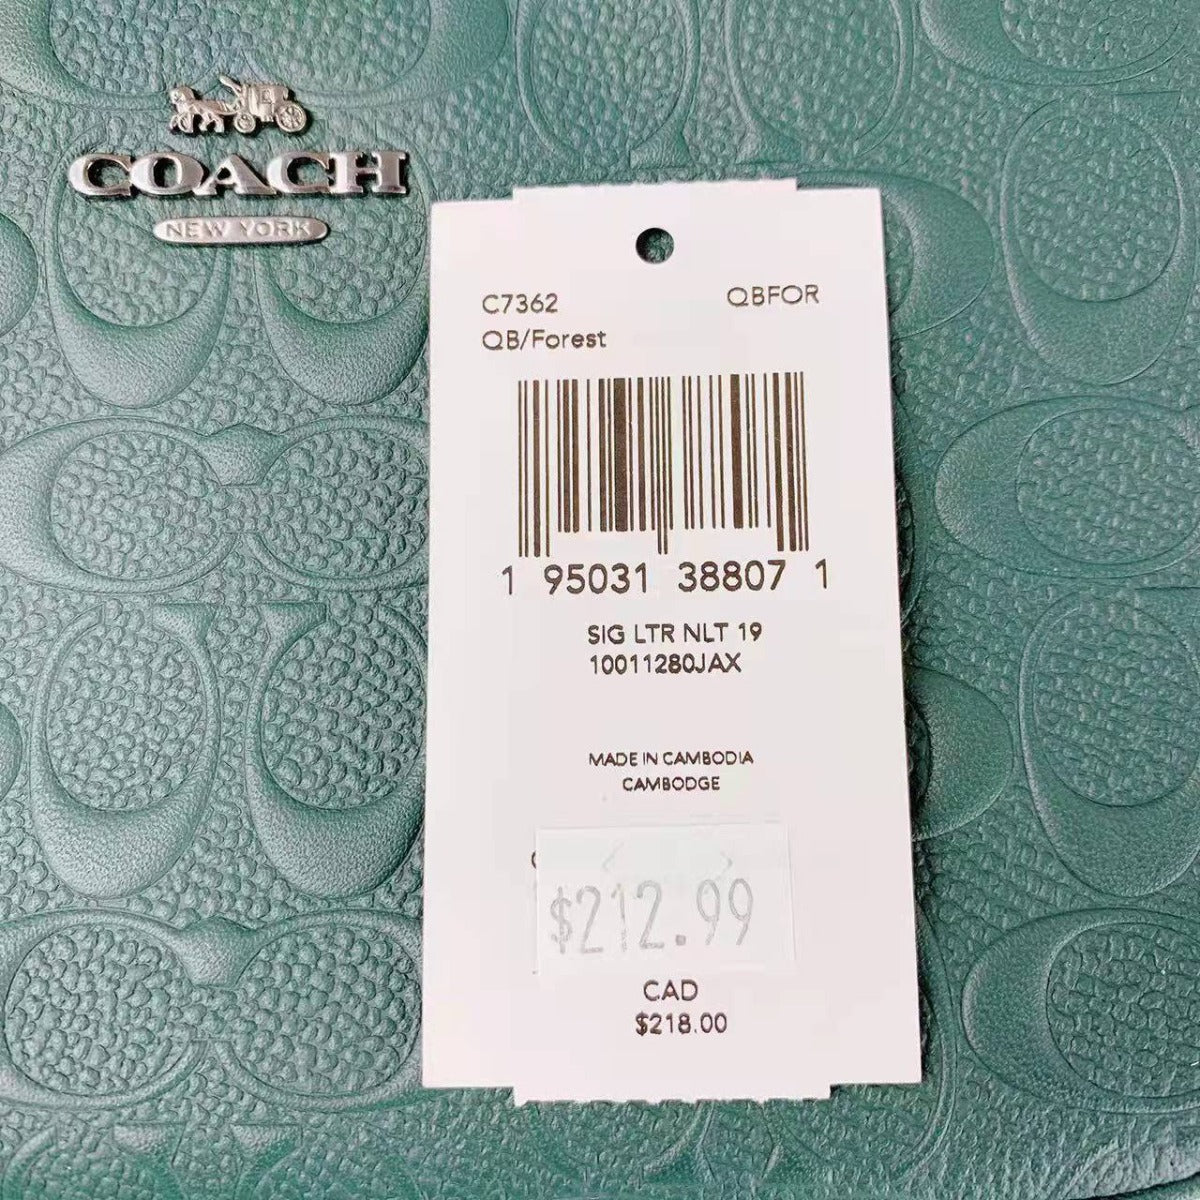 COACH
NEW YORK
C7362 QBFOR
QB/Forest
1 95031 38807 1
SIG LTR NLT 19
10011280JAX
MADE IN CAMBODIA
CAMBODGE
$212.99
CAD
$218.00